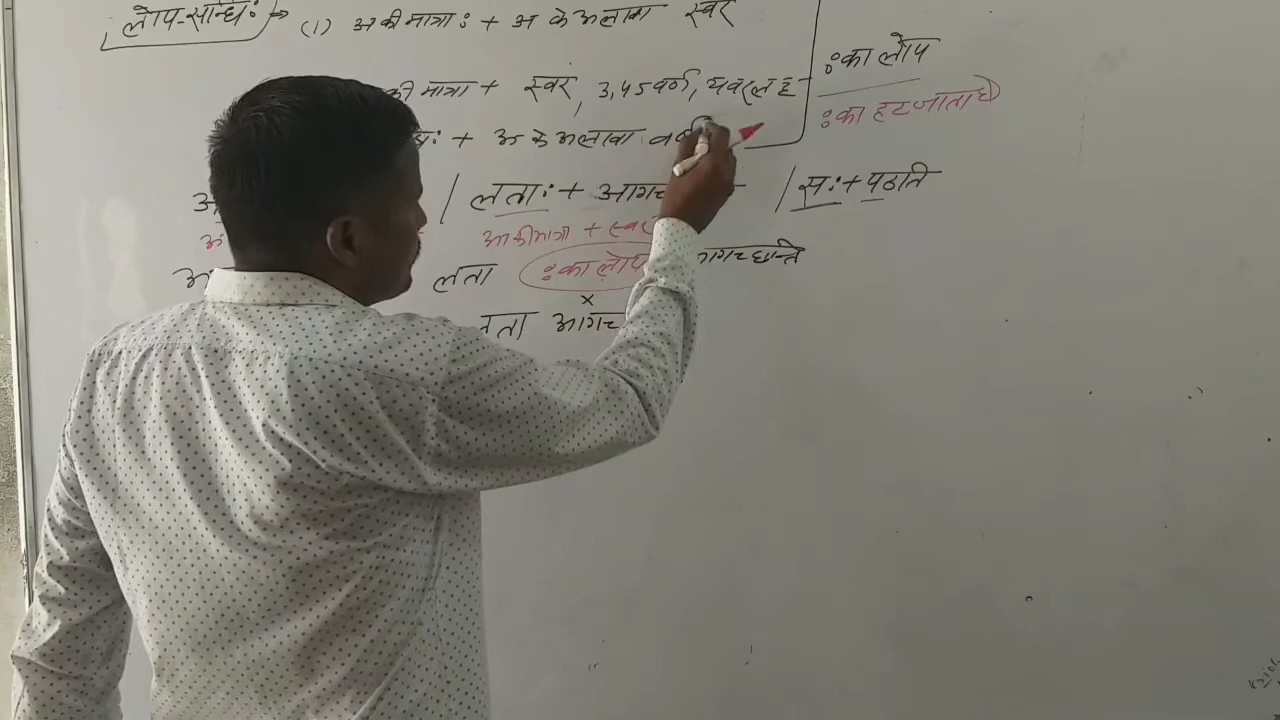 लोप-सन्धिः → (1) अ की मात्राः + अ के अलावा स्वर
की मात्रा + स्वर, 3,4,5 वर्ण, य व र ल ह
ः का लोप
ः का हट जाता है
षः + अ के अलावा वर्ण
लताः + आगच
सः + पठति
आ की मात्रा + स्वर
लता ः का लोप आगच्छन्ति
×
लता आगच